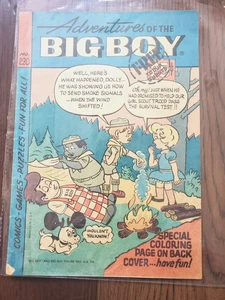 Adventures OF THE
BIG BOY
NO. 290
COMICS-GAMES-PUZZLES-FUN FOR ALL!
WELL, HERE'S
WHAT HAPPENED, DOLLY...
HE WAS SHOWING US HOW
TO SEND SMOKE SIGNALS
-WHEN THE WIND
SHIFTED!
JUST WHEN HE
HAD PROMISED TO HELP OUR
GIRL SCOUT TROOP PASS
THE SURVIVAL TEST!!
WOULDN'T
YOU KNOW!
SPECIAL
COLORING
PAGE ON BACK
COVER...have fun!